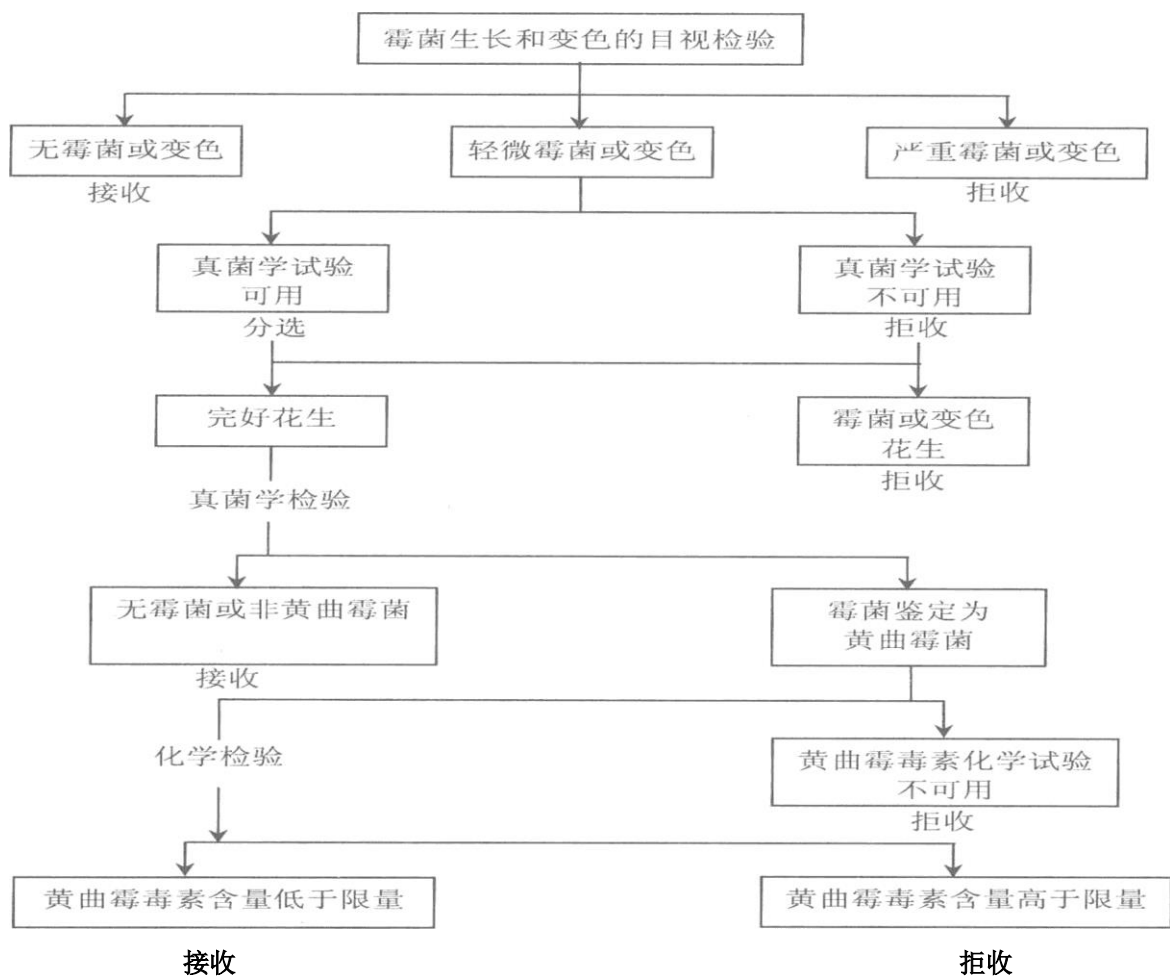 霉菌生长和变色的目视检验
无霉菌或变色
轻微霉菌或变色
严重霉菌或变色
接收
拒收
真菌学试验
可用
真菌学试验
不可用
分选
拒收
完好花生
霉菌或变色
花生
拒收
真菌学检验
无霉菌或非黄曲霉菌
霉菌鉴定为
黄曲霉菌
接收
化学检验
黄曲霉毒素化学试验
不可用
拒收
黄曲霉毒素含量低于限量
黄曲霉毒素含量高于限量
接收
拒收